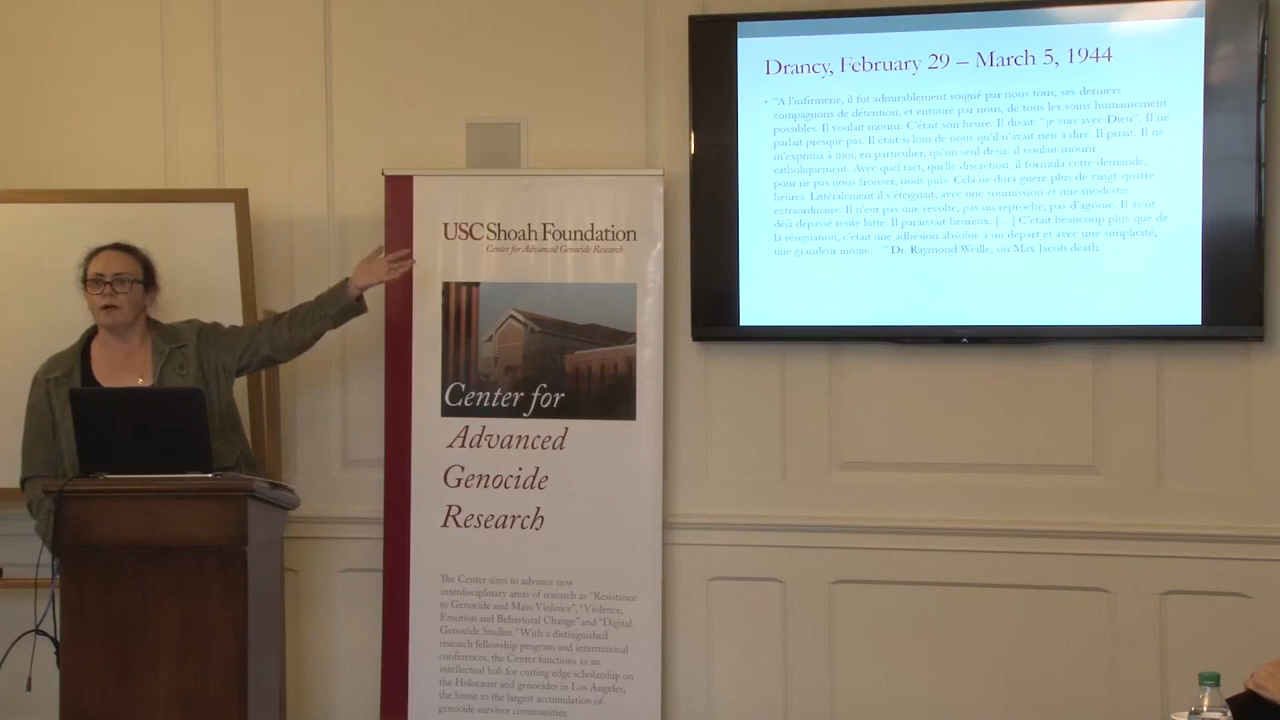 Drancy, February 29 – March 5, 1944
• "A l'infirmerie, il fut admirablement soigné par nous tous, ses derniers
compagnons de détention, et entouré par nous, de tous les soins humainement
possibles. Il voulait mourir. C'était son heure. Il disait: "je suis avec Dieu". Il ne
parlait presque pas. Il était si loin de nous qu'il n'avait rien à dire. Il priait. Il ne
m'exprima à moi, en particulier, qu'un seul désir: il voulait mourir
catholiquement. Avec quel tact, quelle discrétion, il formula cette demande,
pour ne pas nous froisser, nous juifs. Cela ne dura guère plus de vingt-quatre
heures. Littéralement il s'éteignait, avec une soumission et une modestie
extraordinaire. Il n'eut pas une révolte, pas un reproche, pas d'agonie. Il avait
déjà dépassé toute lutte. Il paraissait heureux. […] C'était beaucoup plus que de
la résignation, c'était une adhésion absolue à un départ et avec une simplicité,
une grandeur inouïe…" Dr. Raymond Weille, on Max Jacob death.
USC Shoah Foundation
Center for Advanced Genocide Research
Center for
Advanced
Genocide
Research
The Center aims to advance new
interdisciplinary areas of research as "Resistance
to Genocide and Mass Violence", "Violence,
Emotion and Behavioral Change" and "Digital
Genocide Studies." With a distinguished
research fellowship program and international
conferences, the Center functions as an
intellectual hub for cutting edge scholarship on
the Holocaust and genocides in Los Angeles,
the home to the largest accumulation of
genocide survivor communities.